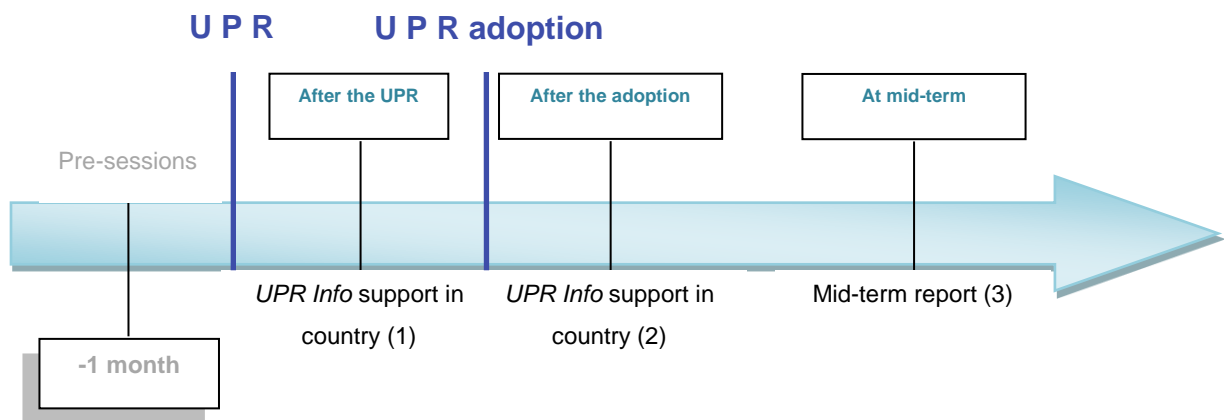 U P R
U P R adoption
After the UPR
After the adoption
At mid-term
Pre-sessions
UPR Info support in
country (1)
UPR Info support in
country (2)
Mid-term report (3)
-1 month